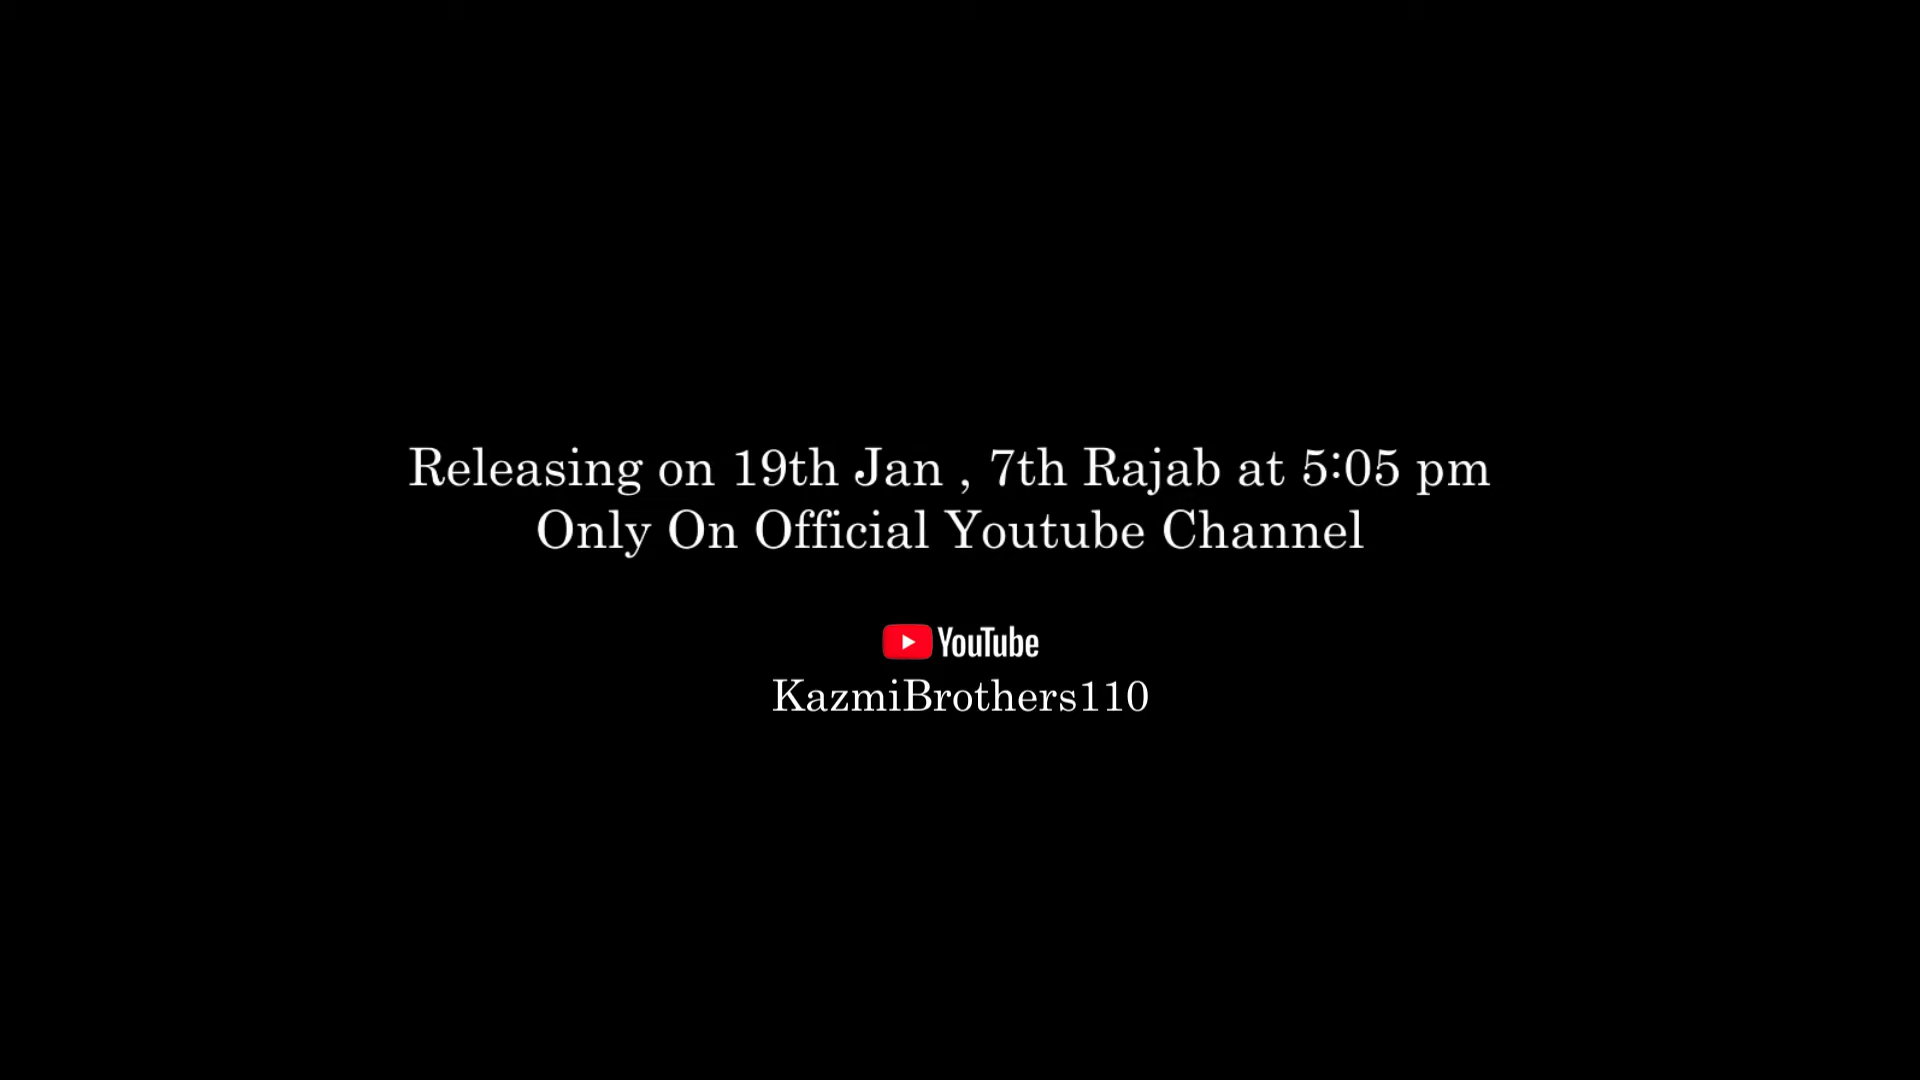 Releasing on 19th Jan , 7th Rajab at 5:05 pm
Only On Official Youtube Channel
YouTube
KazmiBrothers110